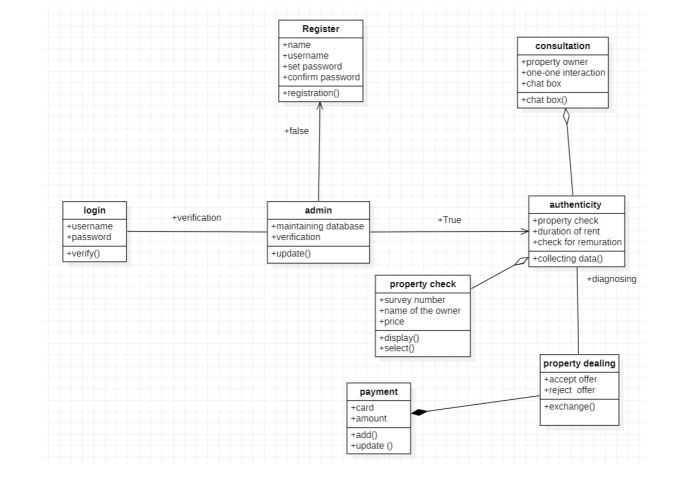 Register
+name
+username
+set password
+confirm password
+registration()
consultation
+property owner
+one-one interaction
+chat box
+chat box()
+false
login
+username
+password
+verify()
+verification
admin
+maintaining database
+verification
+update()
+True
authenticity
+property check
+duration of rent
+check for remuration
+collecting data()
+diagnosing
property check
+survey number
+name of the owner
+price
+display()
+select()
property dealing
+accept offer
+reject offer
+exchange()
payment
+card
+amount
+add()
+update ()